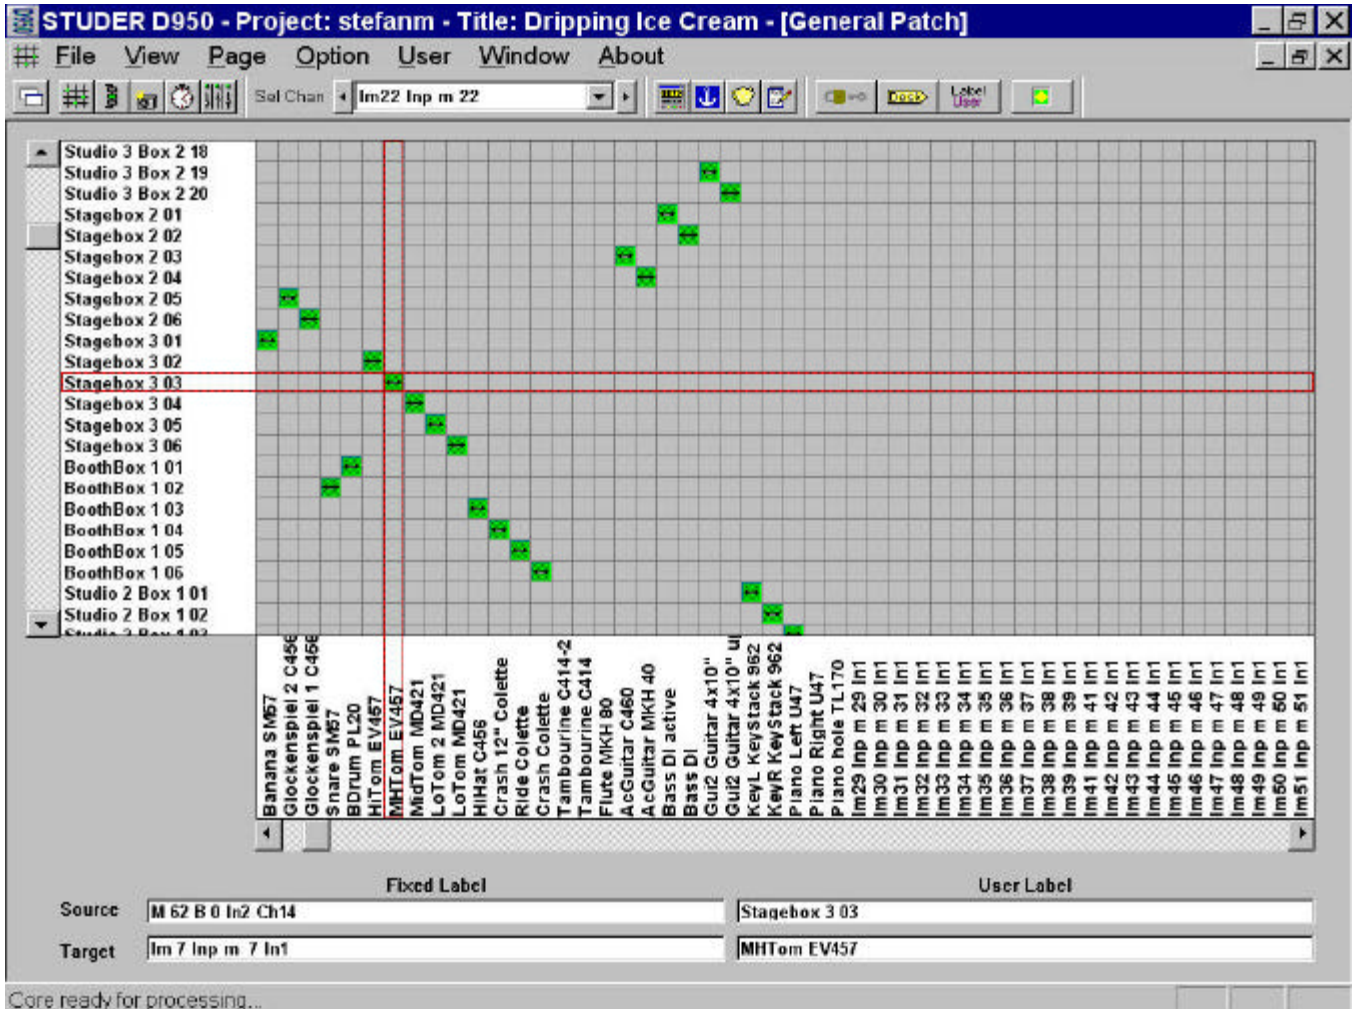 STUDER D950 - Project: stefanm - Title: Dripping Ice Cream - [General Patch]
File View Page Option User Window About
Sel Chan Im22 Inp m 22 Dock Label User
Studio 3 Box 2 18
Studio 3 Box 2 19
Studio 3 Box 2 20
Stagebox 2 01
Stagebox 2 02
Stagebox 2 03
Stagebox 2 04
Stagebox 2 05
Stagebox 2 06
Stagebox 3 01
Stagebox 3 02
Stagebox 3 03
Stagebox 3 04
Stagebox 3 05
Stagebox 3 06
BoothBox 1 01
BoothBox 1 02
BoothBox 1 03
BoothBox 1 04
BoothBox 1 05
BoothBox 1 06
Studio 2 Box 1 01
Studio 2 Box 1 02
Studio 2 Box 1 03
Banana SM57
Glockenspiel 2 C456
Glockenspiel 1 C456
Snare SM57
BDrum PL20
HiTom EV457
MHTom EV457
MidTom MD421
LoTom 2 MD421
LoTom MD421
HiHat C456
Crash 12" Colette
Ride Colette
Crash Colette
Tambourine C414-2
Tambourine C414
Flute MKH 80
AcGuitar C460
AcGuitar MKH 40
Bass DI active
Bass DI
Gui2 Guitar 4x10"
Gui2 Guitar 4x10" u
KeyL KeyStack 962
KeyR KeyStack 962
Piano Left U47
Piano Right U47
Piano hole TL170
Im29 Inp m 29 In1
Im30 Inp m 30 In1
Im31 Inp m 31 In1
Im32 Inp m 32 In1
Im33 Inp m 33 In1
Im34 Inp m 34 In1
Im35 Inp m 35 In1
Im36 Inp m 36 In1
Im37 Inp m 37 In1
Im38 Inp m 38 In1
Im39 Inp m 39 In1
Im41 Inp m 41 In1
Im42 Inp m 42 In1
Im43 Inp m 43 In1
Im44 Inp m 44 In1
Im45 Inp m 45 In1
Im46 Inp m 46 In1
Im47 Inp m 47 In1
Im48 Inp m 48 In1
Im49 Inp m 49 In1
Im50 Inp m 50 In1
Im51 Inp m 51 In1
Fixed Label User Label
Source M 62 B 0 In2 Ch14 Stagebox 3 03
Target Im 7 Inp m 7 In1 MHTom EV457
Core ready for processing...